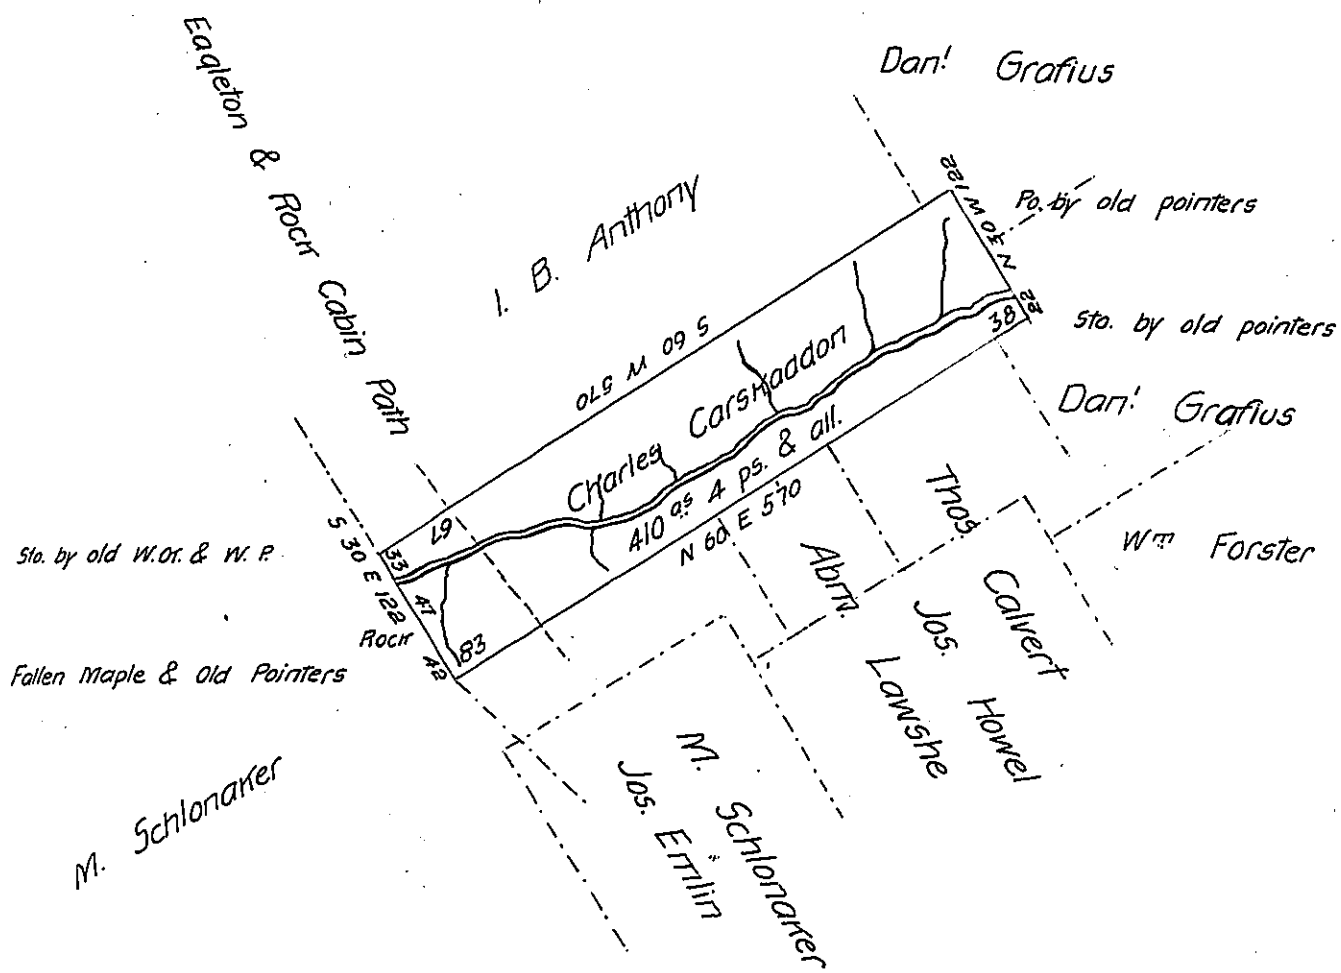 Eagleton & Rock Cabin Path
Dan! Grafius
I. B. Anthony
N 30 W 122
Po. by old pointers
S 60 W 570
22
Sto. by old pointers
38
Charles Carskaddon
Dan! Grafius
410 as 4 ps. & all.
N 60 E 570
Wm Forster
Thos Calvert
Jos. Howel
Abrm. Lawshe
33
67
Sto. by old W.or. & W. P.
S 30 E 122
47
Rock
42
83
Fallen Maple & Old Pointers
M. Schlonaker
M. Schlonaker
Jos. Emlin